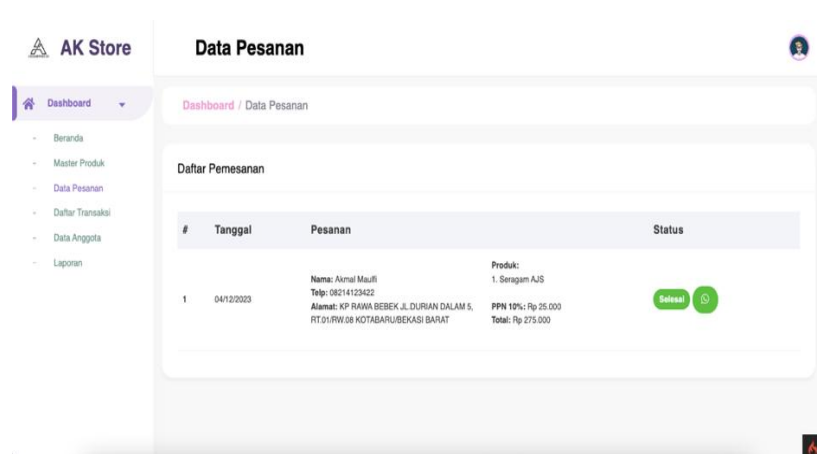 AK Store
Data Pesanan
Dashboard
Dashboard / Data Pesanan
- Beranda
- Master Produk
- Data Pesanan
- Daftar Transaksi
- Data Anggota
- Laporan
Daftar Pemesanan
# Tanggal Pesanan Status
1 04/12/2023
Nama: Akmal Maulfi
Telp: 08214123422
Alamat: KP RAWA BEBEK JL.DURIAN DALAM 5,
RT.01/RW.08 KOTABARU/BEKASI BARAT
Produk:
1. Seragam AJS
PPN 10%: Rp 25.000
Total: Rp 275.000
Selesai